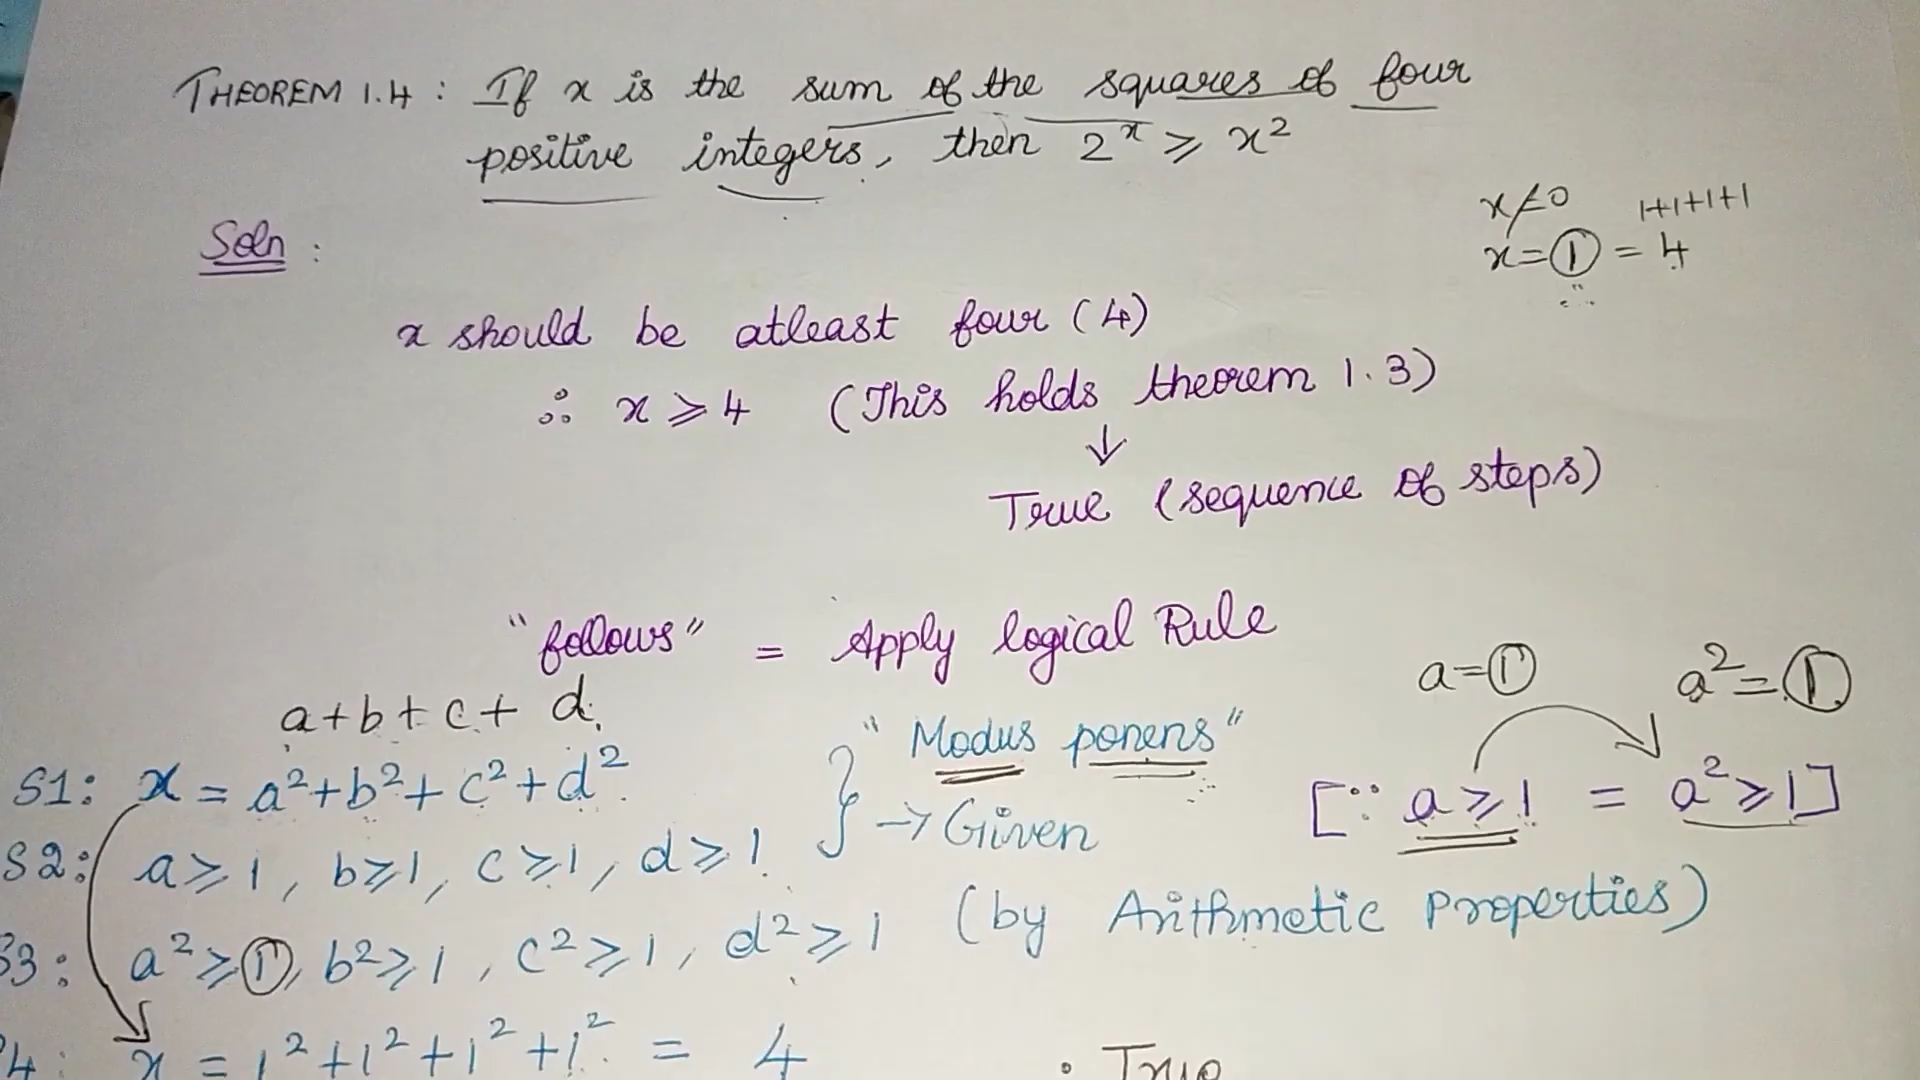 THEOREM 1.4 : If x is the sum of the squares of four
positive integers, then 2^x ⩾ x²
x≠0 1+1+1+1
x=① = 4
Soln :
x should be atleast four (4)
∴ x ⩾ 4 (This holds theorem 1.3)
↓
True (sequence of steps)
"follows" = Apply logical Rule
a=① a²=①
a+b+c+d
"Modus ponens"
S1: x = a²+b²+c²+d²
[∵ a⩾1 = a²⩾1]
} → Given
S2: a⩾1, b⩾1, c⩾1, d⩾1
S3: a²⩾①, b²⩾1, c²⩾1, d²⩾1 (by Arithmetic Properties)
4: x = 1²+1²+1²+1² = 4
True